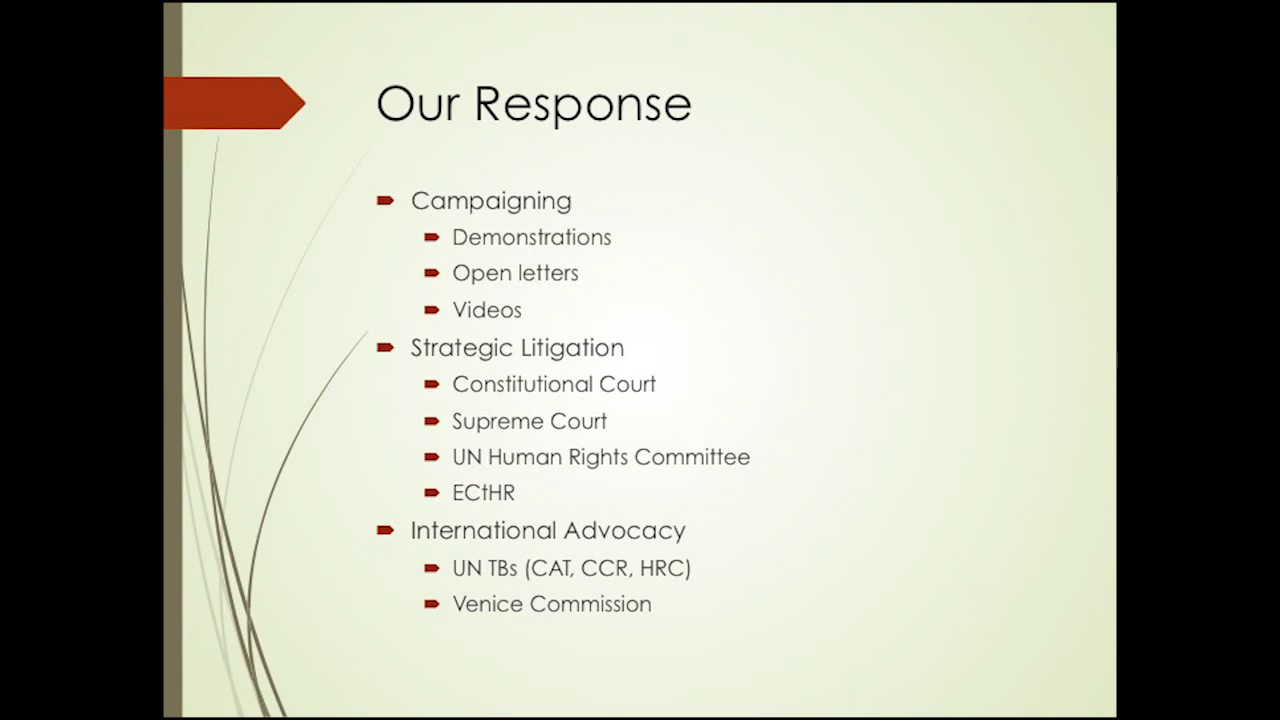 Our Response
Campaigning
Demonstrations
Open letters
Videos
Strategic Litigation
Constitutional Court
Supreme Court
UN Human Rights Committee
ECtHR
International Advocacy
UN TBs (CAT, CCR, HRC)
Venice Commission